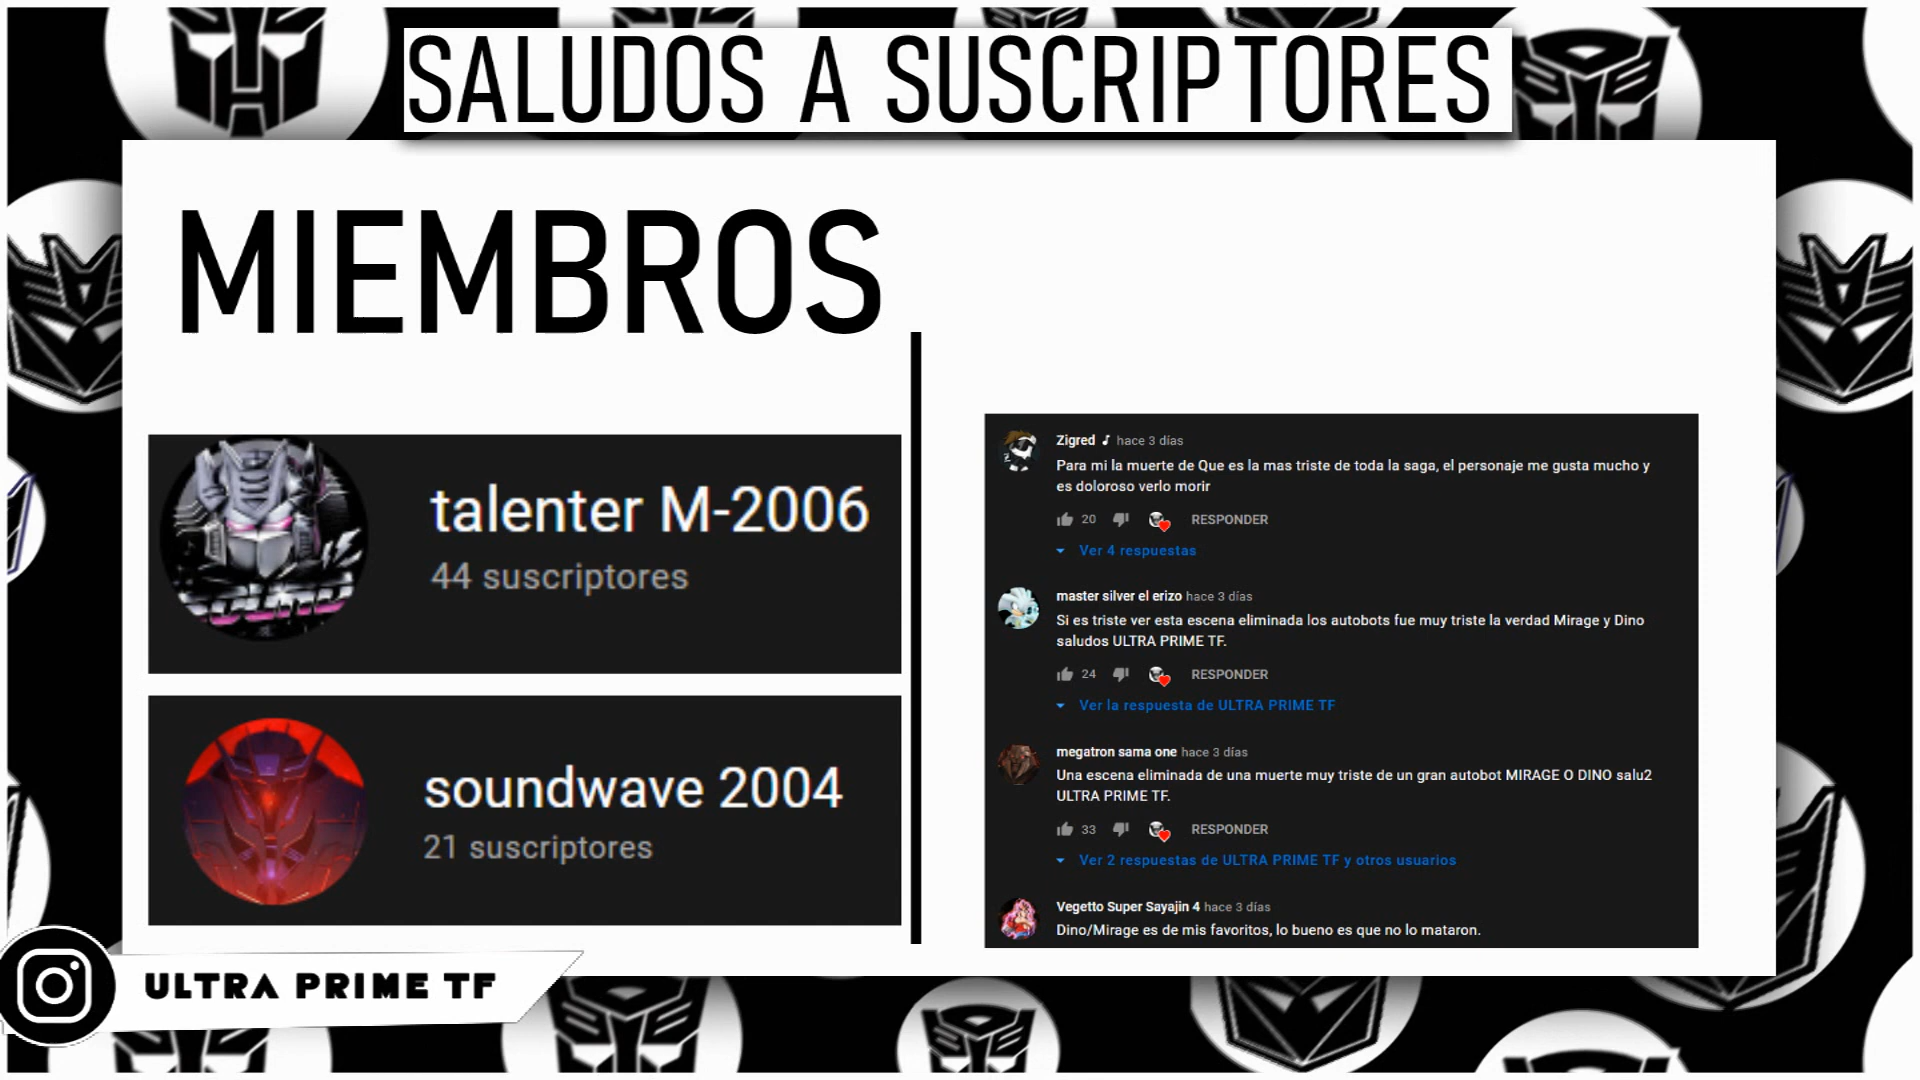 SALUDOS A SUSCRIPTORES
MIEMBROS
talenter M-2006
44 suscriptores
soundwave 2004
21 suscriptores
Zigred hace 3 días
Para mi la muerte de Que es la mas triste de toda la saga, el personaje me gusta mucho y
es doloroso verlo morir
20 RESPONDER
Ver 4 respuestas
master silver el erizo hace 3 días
Si es triste ver esta escena eliminada los autobots fue muy triste la verdad Mirage y Dino
saludos ULTRA PRIME TF.
24 RESPONDER
Ver la respuesta de ULTRA PRIME TF
megatron sama one hace 3 días
Una escena eliminada de una muerte muy triste de un gran autobot MIRAGE O DINO salu2
ULTRA PRIME TF.
33 RESPONDER
Ver 2 respuestas de ULTRA PRIME TF y otros usuarios
Vegetto Super Sayajin 4 hace 3 días
Dino/Mirage es de mis favoritos, lo bueno es que no lo mataron.
ULTRA PRIME TF